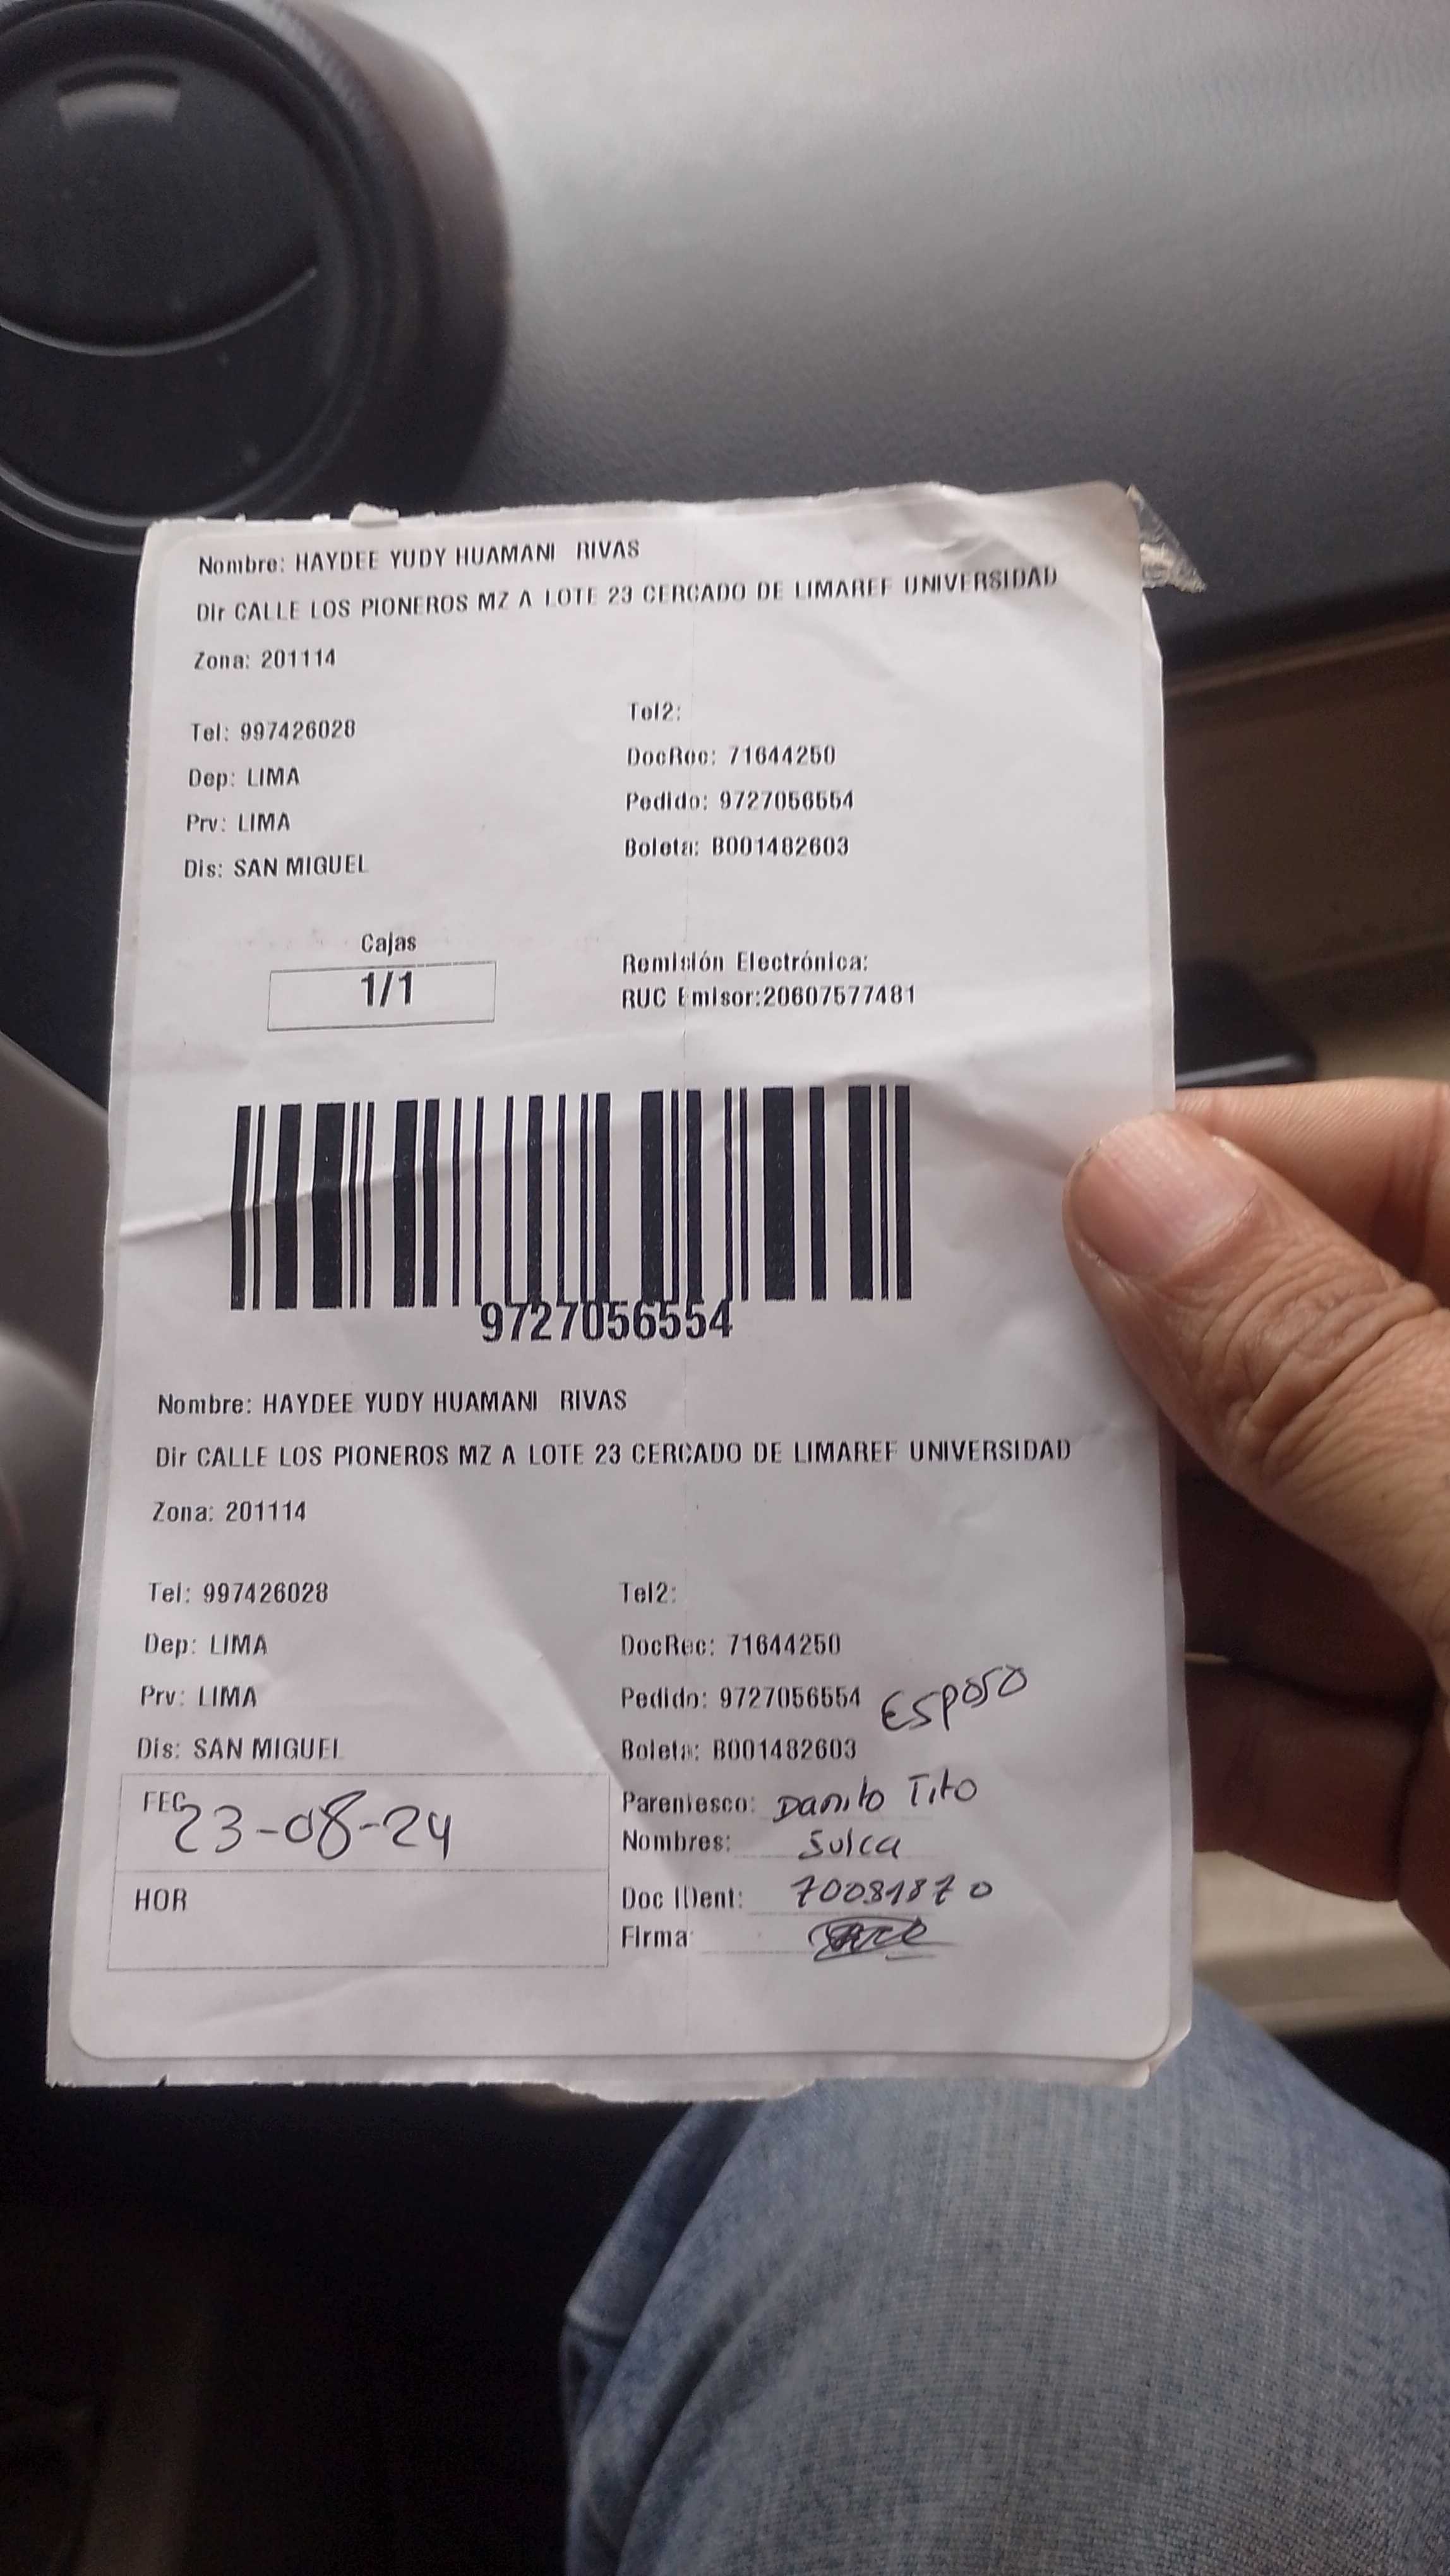 Nombre: HAYDEE YUDY HUAMANI RIVAS
Dir CALLE LOS PIONEROS MZ A LOTE 23 CERCADO DE LIMAREF UNIVERSIDAD
Zona: 201114
Tel: 997426028
Tel2:
DocRec: 71644250
Dep: LIMA
Pedido: 9727056554
Prv: LIMA
Boleta: B001482603
Dis: SAN MIGUEL
Cajas
1/1
Remisión Electrónica:
RUC Emisor:20607577481
9727056554
Nombre: HAYDEE YUDY HUAMANI RIVAS
Dir CALLE LOS PIONEROS MZ A LOTE 23 CERCADO DE LIMAREF UNIVERSIDAD
Zona: 201114
Tel: 997426028
Tel2:
Dep: LIMA
DocRec: 71644250
Prv: LIMA
Pedido: 9727056554 Esposo
Dis: SAN MIGUEL
Boleta: B001482603
FEC 23-08-24
Parentesco: Danilo Tito
Nombres: Sulca
HOR
Doc IDent: 70081870
Firma